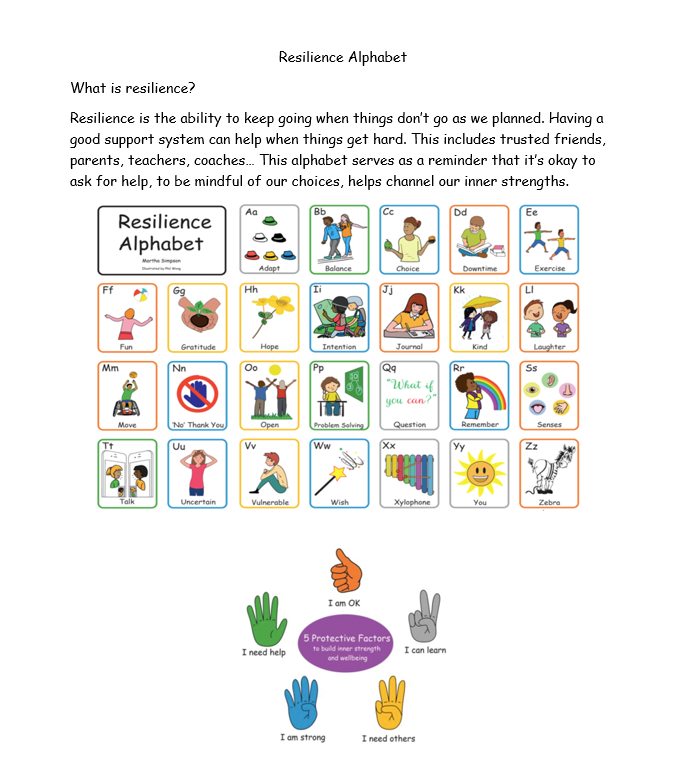 Resilience Alphabet
What is resilience?
Resilience is the ability to keep going when things don't go as we planned. Having a
good support system can help when things get hard. This includes trusted friends,
parents, teachers, coaches… This alphabet serves as a reminder that it's okay to
ask for help, to be mindful of our choices, helps channel our inner strengths.
Resilience
Alphabet
Martha Simpson
Illustrated by Phil Wong
Aa
Adapt
Bb
Balance
Cc
Choice
Dd
Downtime
Ee
Exercise
Ff
Fun
Gg
Gratitude
Hh
Hope
Ii
Intention
Jj
Journal
Kk
Kind
Ll
Laughter
Mm
Move
Nn
'No' Thank You
Oo
Open
Pp
Problem Solving
Qq
"What if
you can?"
Question
Rr
Remember
Ss
Senses
Tt
Talk
Uu
Uncertain
Vv
Vulnerable
Ww
Wish
Xx
Xylophone
Yy
You
Zz
Zebra
I am OK
I need help
5 Protective Factors
to build inner strength
and wellbeing
I can learn
I am strong
I need others